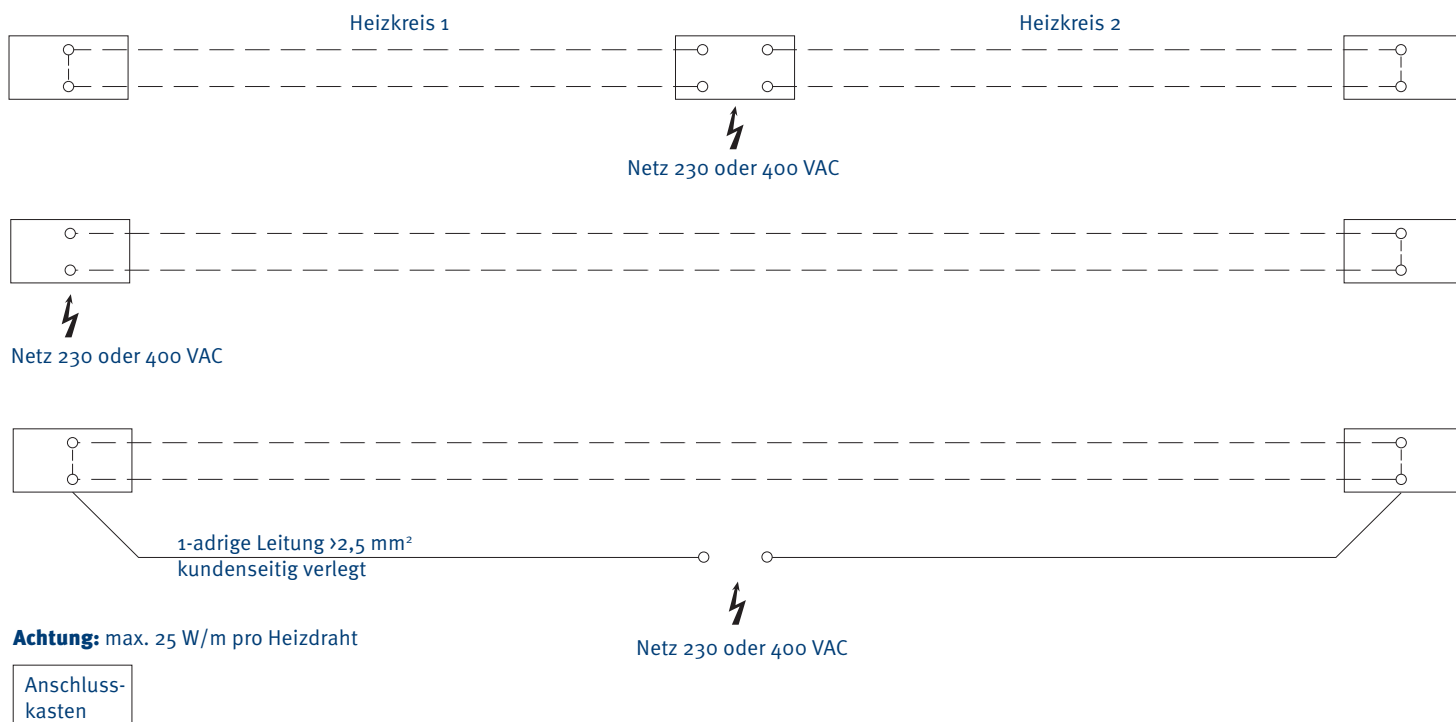 Heizkreis 1
Heizkreis 2
Netz 230 oder 400 VAC
Netz 230 oder 400 VAC
1-adrige Leitung >2,5 mm²
kundenseitig verlegt
Achtung: max. 25 W/m pro Heizdraht
Netz 230 oder 400 VAC
Anschluss-
kasten